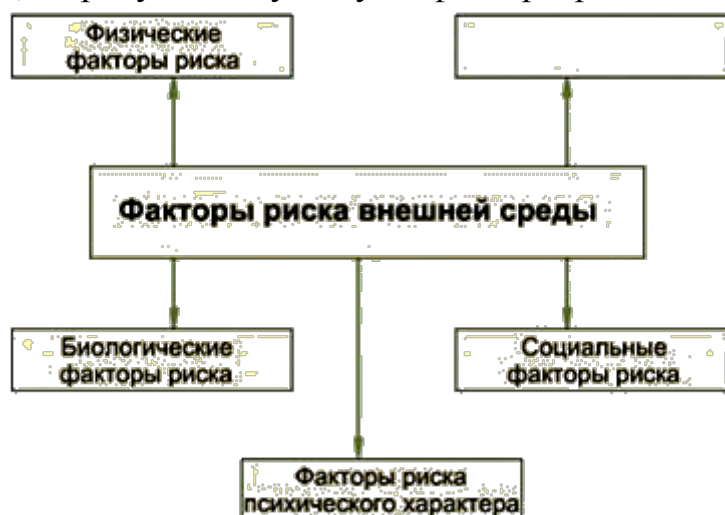 Физические
факторы риска
Факторы риска внешней среды
Биологические
факторы риска
Социальные
факторы риска
Факторы риска
психического характера